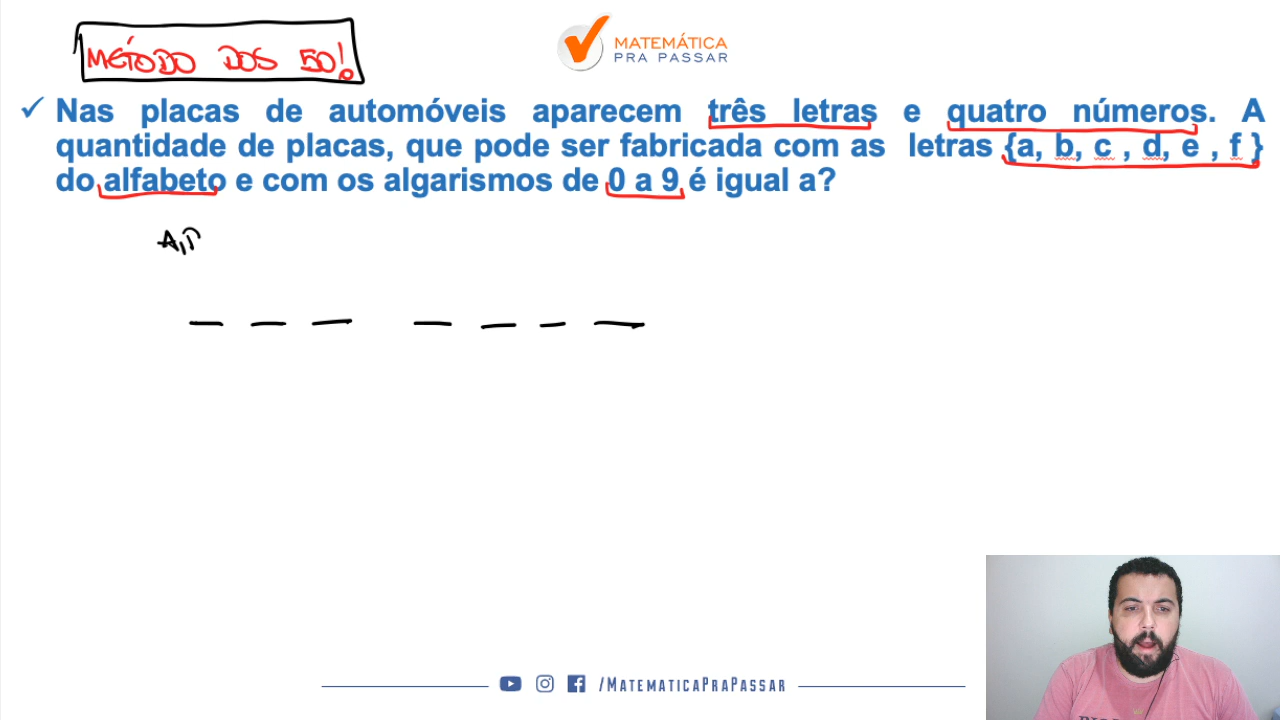 MÉTODO DOS 50!
MATEMÁTICA
PRA PASSAR
✓ Nas placas de automóveis aparecem três letras e quatro números. A
quantidade de placas, que pode ser fabricada com as letras {a, b, c , d, e , f }
do alfabeto e com os algarismos de 0 a 9 é igual a?
A,
/MATEMATICAPRAPASSAR